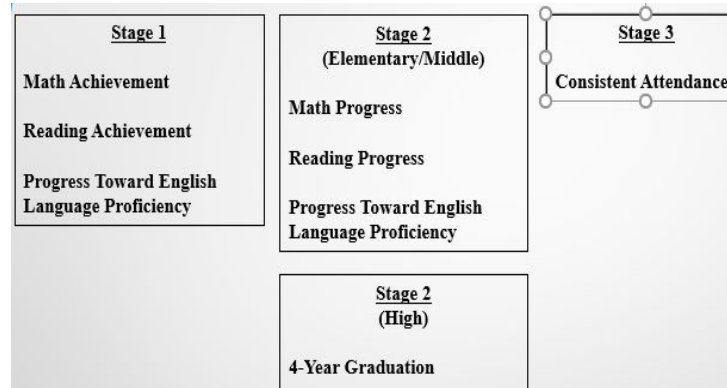 Stage 1
Math Achievement
Reading Achievement
Progress Toward English
Language Proficiency
Stage 2
(Elementary/Middle)
Math Progress
Reading Progress
Progress Toward English
Language Proficiency
Stage 2
(High)
4-Year Graduation
Stage 3
Consistent Attendance